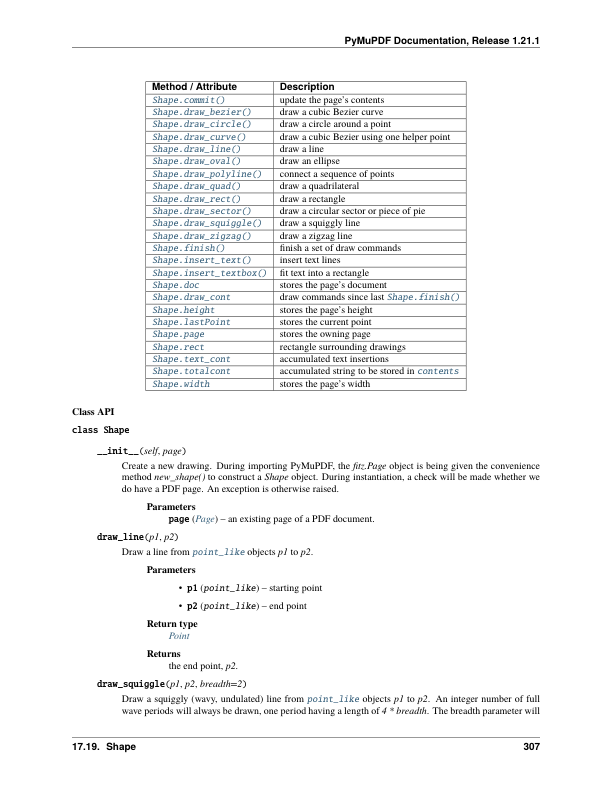 PyMuPDF Documentation, Release 1.21.1
Method / Attribute Description
Shape.commit() update the page's contents
Shape.draw_bezier() draw a cubic Bezier curve
Shape.draw_circle() draw a circle around a point
Shape.draw_curve() draw a cubic Bezier using one helper point
Shape.draw_line() draw a line
Shape.draw_oval() draw an ellipse
Shape.draw_polyline() connect a sequence of points
Shape.draw_quad() draw a quadrilateral
Shape.draw_rect() draw a rectangle
Shape.draw_sector() draw a circular sector or piece of pie
Shape.draw_squiggle() draw a squiggly line
Shape.draw_zigzag() draw a zigzag line
Shape.finish() finish a set of draw commands
Shape.insert_text() insert text lines
Shape.insert_textbox() fit text into a rectangle
Shape.doc stores the page's document
Shape.draw_cont draw commands since last Shape.finish()
Shape.height stores the page's height
Shape.lastPoint stores the current point
Shape.page stores the owning page
Shape.rect rectangle surrounding drawings
Shape.text_cont accumulated text insertions
Shape.totalcont accumulated string to be stored in contents
Shape.width stores the page's width
Class API
class Shape
__init__(self, page)
Create a new drawing. During importing PyMuPDF, the fitz.Page object is being given the convenience
method new_shape() to construct a Shape object. During instantiation, a check will be made whether we
do have a PDF page. An exception is otherwise raised.
Parameters
page (Page) – an existing page of a PDF document.
draw_line(p1, p2)
Draw a line from point_like objects p1 to p2.
Parameters
• p1 (point_like) – starting point
• p2 (point_like) – end point
Return type
Point
Returns
the end point, p2.
draw_squiggle(p1, p2, breadth=2)
Draw a squiggly (wavy, undulated) line from point_like objects p1 to p2. An integer number of full
wave periods will always be drawn, one period having a length of 4 * breadth. The breadth parameter will
17.19. Shape 307